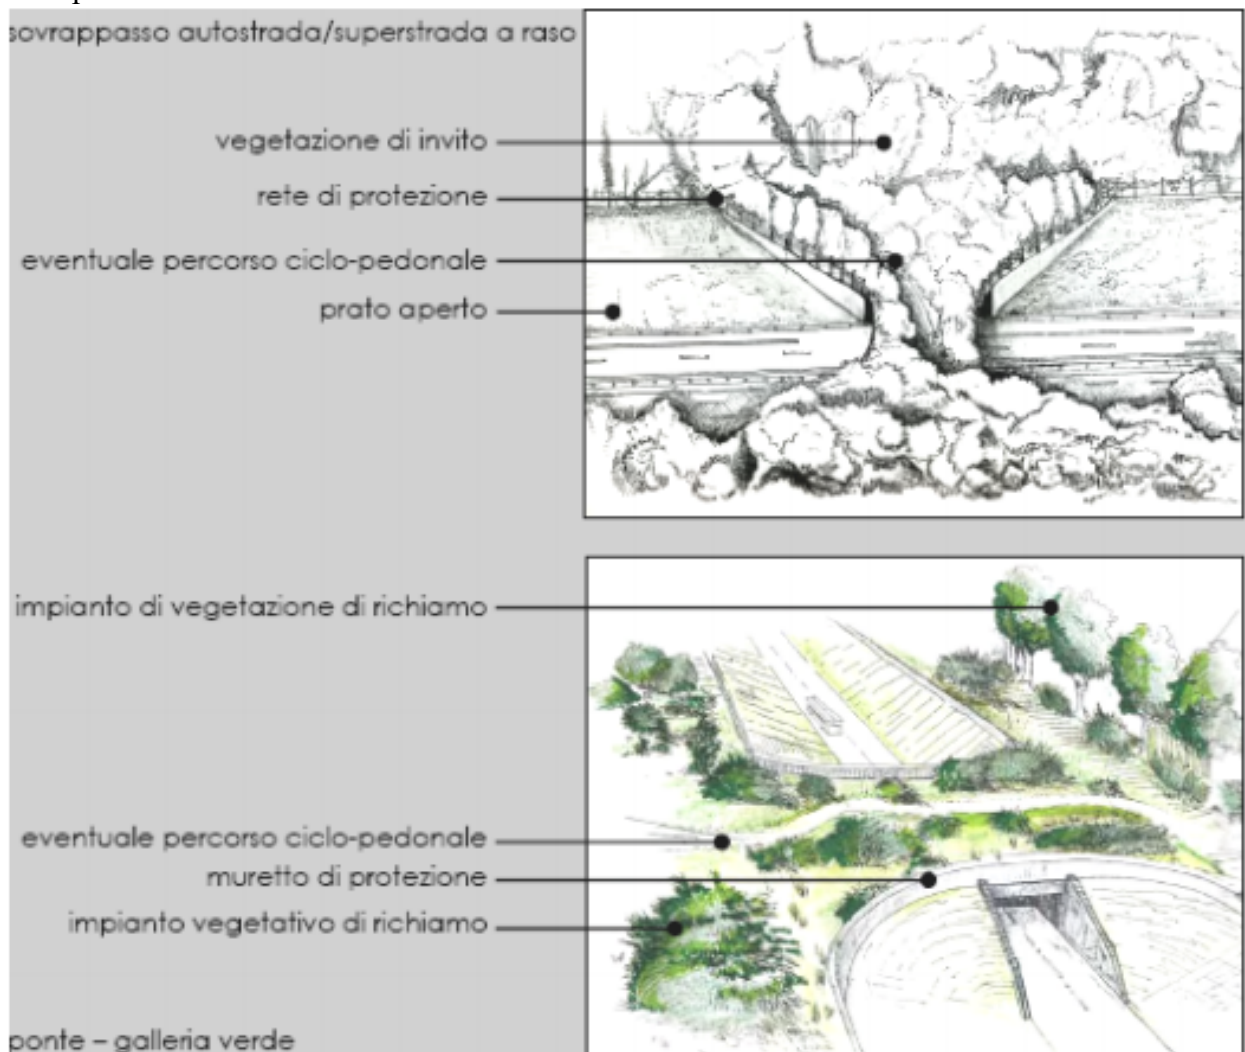 sovrappasso autostrada/superstrada a raso
vegetazione di invito
rete di protezione
eventuale percorso ciclo-pedonale
prato aperto
impianto di vegetazione di richiamo
eventuale percorso ciclo-pedonale
muretto di protezione
impianto vegetativo di richiamo
ponte – galleria verde